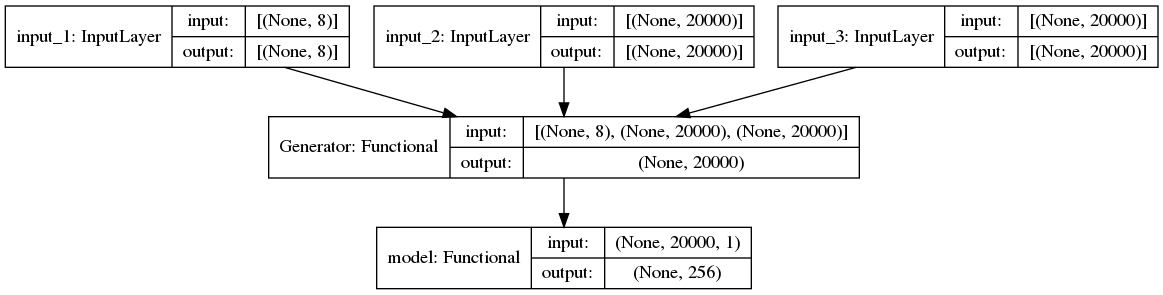 input_1: InputLayer
input: [(None, 8)]
output: [(None, 8)]
input_2: InputLayer
input: [(None, 20000)]
output: [(None, 20000)]
input_3: InputLayer
input: [(None, 20000)]
output: [(None, 20000)]
Generator: Functional
input: [(None, 8), (None, 20000), (None, 20000)]
output: (None, 20000)
model: Functional
input: (None, 20000, 1)
output: (None, 256)